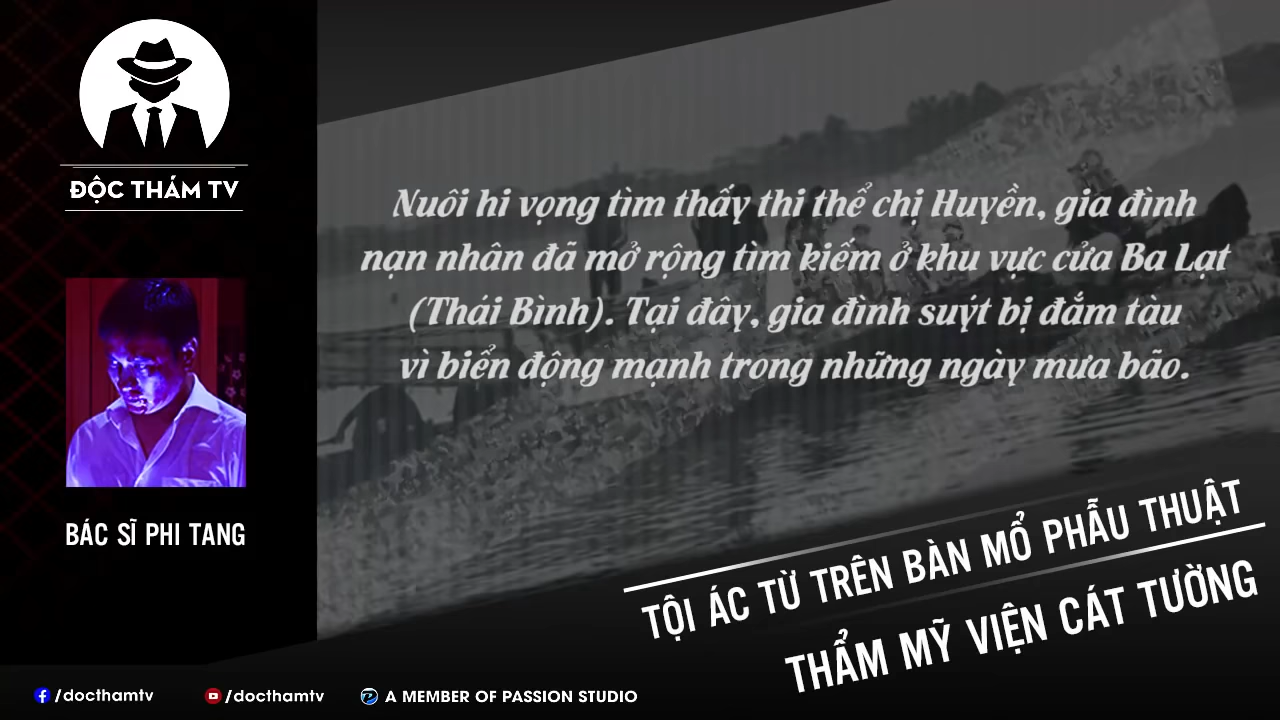 ĐỘC THÁM TV
BÁC SĨ PHI TANG
Nuôi hi vọng tìm thấy thi thể chị Huyền, gia đình
nạn nhân đã mở rộng tìm kiếm ở khu vực cửa Ba Lạt
(Thái Bình). Tại đây, gia đình suýt bị đắm tàu
vì biển động mạnh trong những ngày mưa bão.
TỘI ÁC TỪ TRÊN BÀN MỔ PHẪU THUẬT
THẨM MỸ VIỆN CÁT TƯỜNG
/docthamtv
/docthamtv
A MEMBER OF PASSION STUDIO